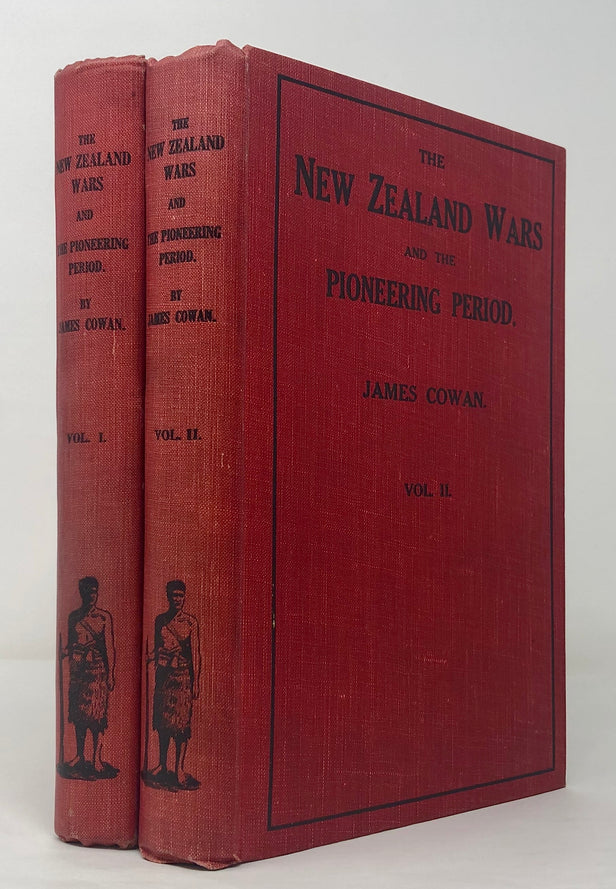 THE
NEW ZEALAND
WARS
AND
THE PIONEERING
PERIOD.
BY
JAMES COWAN.
VOL. I.
THE
NEW ZEALAND
WARS
AND
THE PIONEERING
PERIOD.
BY
JAMES COWAN.
VOL. II.
THE
NEW ZEALAND WARS
AND THE
PIONEERING PERIOD.
JAMES COWAN.
VOL. II.